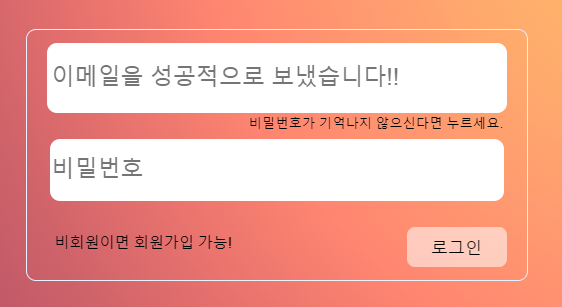 이메일을 성공적으로 보냈습니다!!
비밀번호가 기억나지 않으신다면 누르세요.
비밀번호
비회원이면 회원가입 가능!
로그인